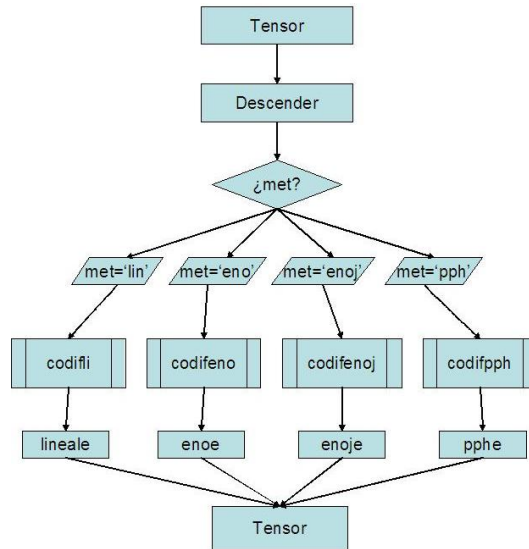 Tensor
Descender
¿met?
met=‘lin’ met=‘eno’ met=‘enoj’ met=‘pph’
codifli codifeno codifenoj codifpph
lineale enoe enoje pphe
Tensor